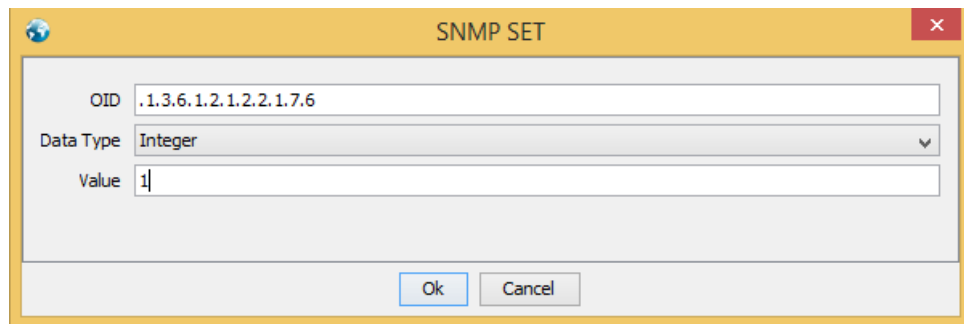 SNMP SET
OID .1.3.6.1.2.1.2.2.1.7.6
Data Type Integer
Value 1
Ok Cancel